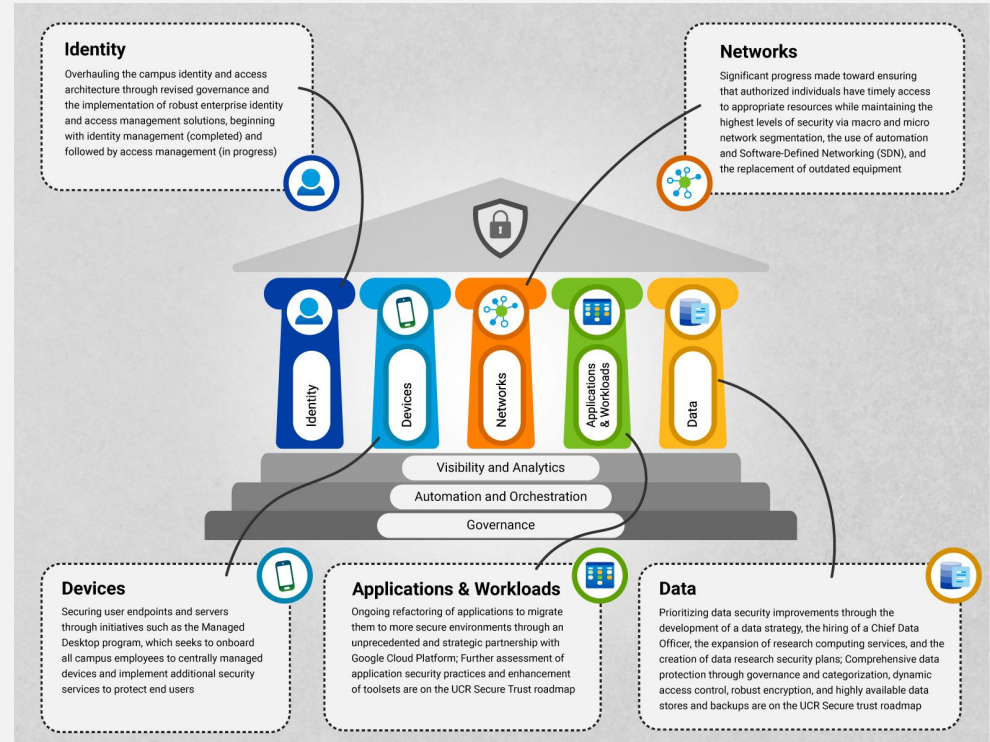 Identity
Overhauling the campus identity and access
architecture through revised governance and
the implementation of robust enterprise identity
and access management solutions, beginning
with identity management (completed) and
followed by access management (in progress)
Networks
Significant progress made toward ensuring
that authorized individuals have timely access
to appropriate resources while maintaining the
highest levels of security via macro and micro
network segmentation, the use of automation
and Software-Defined Networking (SDN), and
the replacement of outdated equipment
Identity
Devices
Networks
Applications
& Workloads
Data
Visibility and Analytics
Automation and Orchestration
Governance
Devices
Securing user endpoints and servers
through initiatives such as the Managed
Desktop program, which seeks to onboard
all campus employees to centrally managed
devices and implement additional security
services to protect end users
Applications & Workloads
Ongoing refactoring of applications to migrate
them to more secure environments through an
unprecedented and strategic partnership with
Google Cloud Platform; Further assessment of
application security practices and enhancement
of toolsets are on the UCR Secure Trust roadmap
Data
Prioritizing data security improvements through the
development of a data strategy, the hiring of a Chief Data
Officer, the expansion of research computing services, and the
creation of data research security plans; Comprehensive data
protection through governance and categorization, dynamic
access control, robust encryption, and highly available data
stores and backups are on the UCR Secure trust roadmap